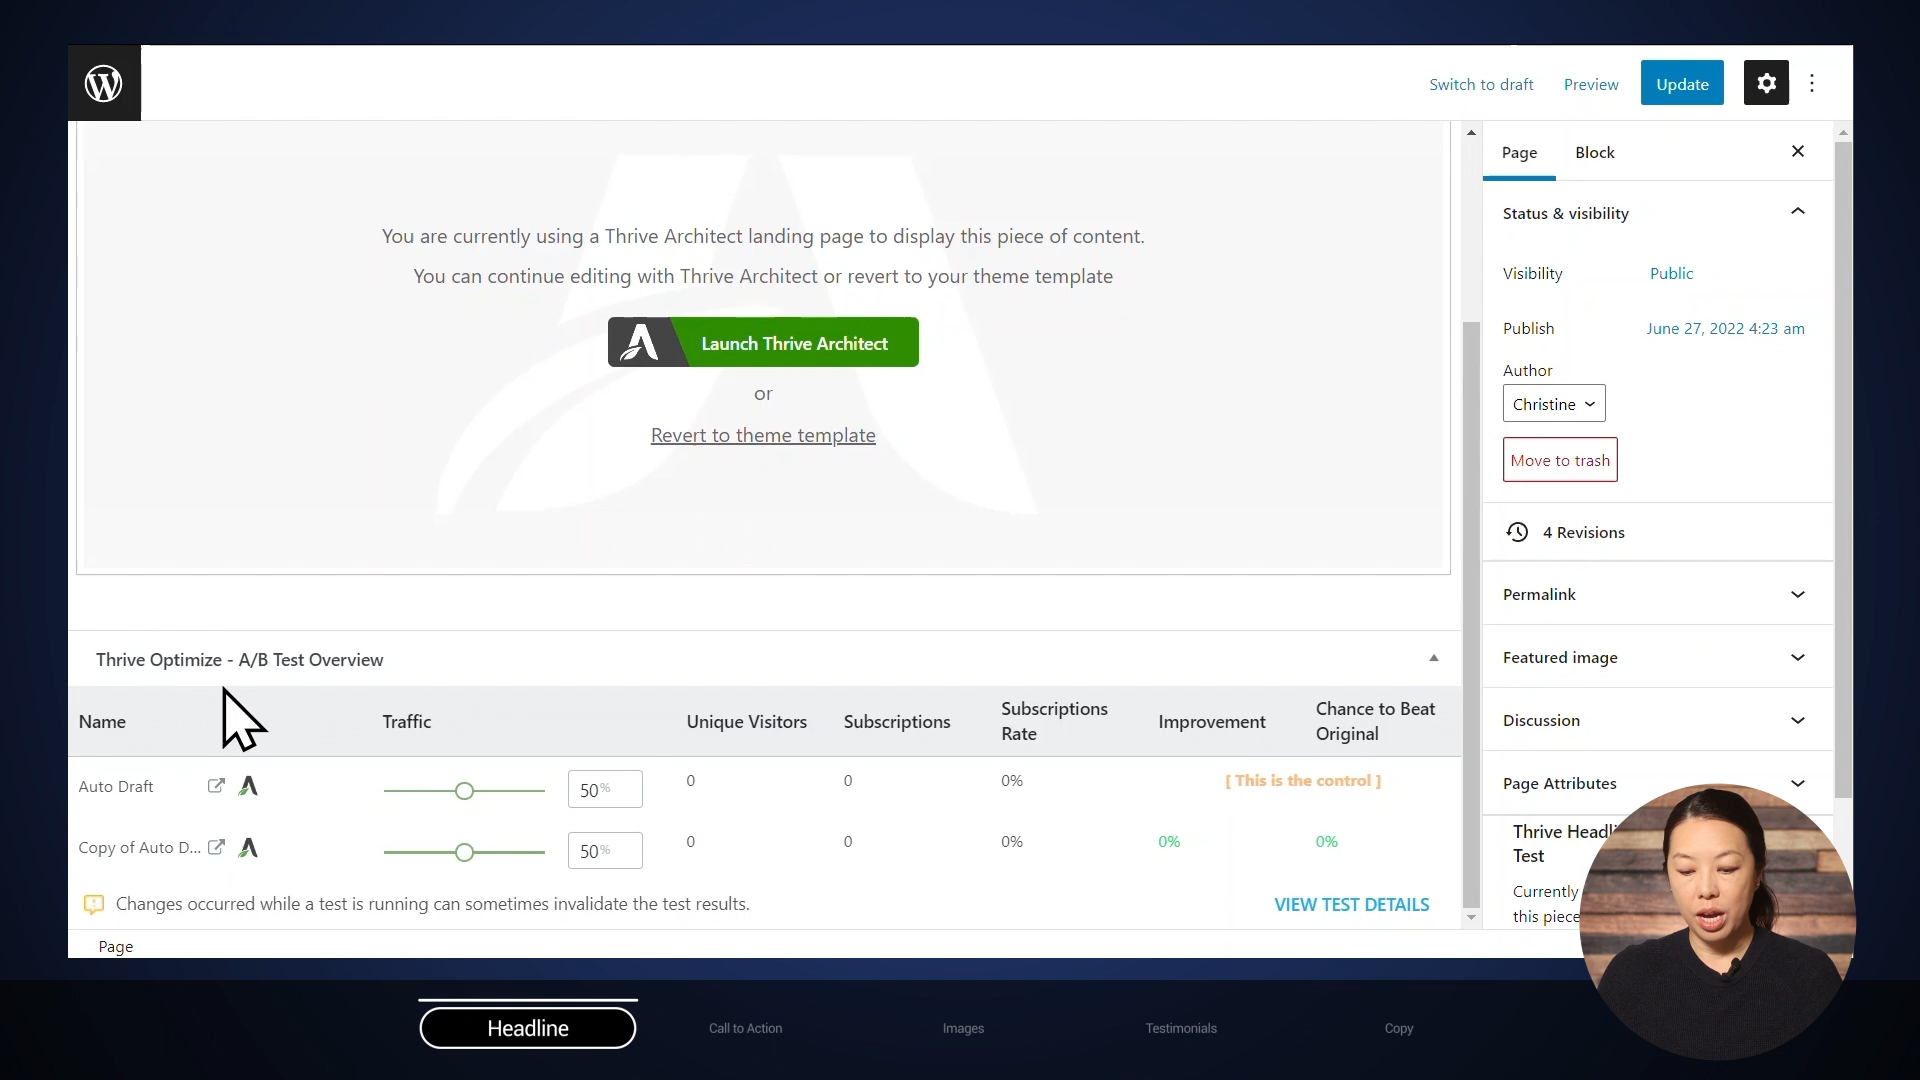 Switch to draft
Preview
Update
Page
Block
You are currently using a Thrive Architect landing page to display this piece of content.
You can continue editing with Thrive Architect or revert to your theme template
Launch Thrive Architect
or
Revert to theme template
Status & visibility
Visibility
Public
Publish
June 27, 2022 4:23 am
Author
Christine
Move to trash
4 Revisions
Permalink
Featured image
Discussion
Page Attributes
Thrive Headli
Test
Currently
this piece
Thrive Optimize - A/B Test Overview
Name
Traffic
Unique Visitors
Subscriptions
Subscriptions
Rate
Improvement
Chance to Beat
Original
Auto Draft
50%
0
0
0%
[ This is the control ]
Copy of Auto D...
50%
0
0
0%
0%
0%
Changes occurred while a test is running can sometimes invalidate the test results.
VIEW TEST DETAILS
Page
Headline
Call to Action
Images
Testimonials
Copy